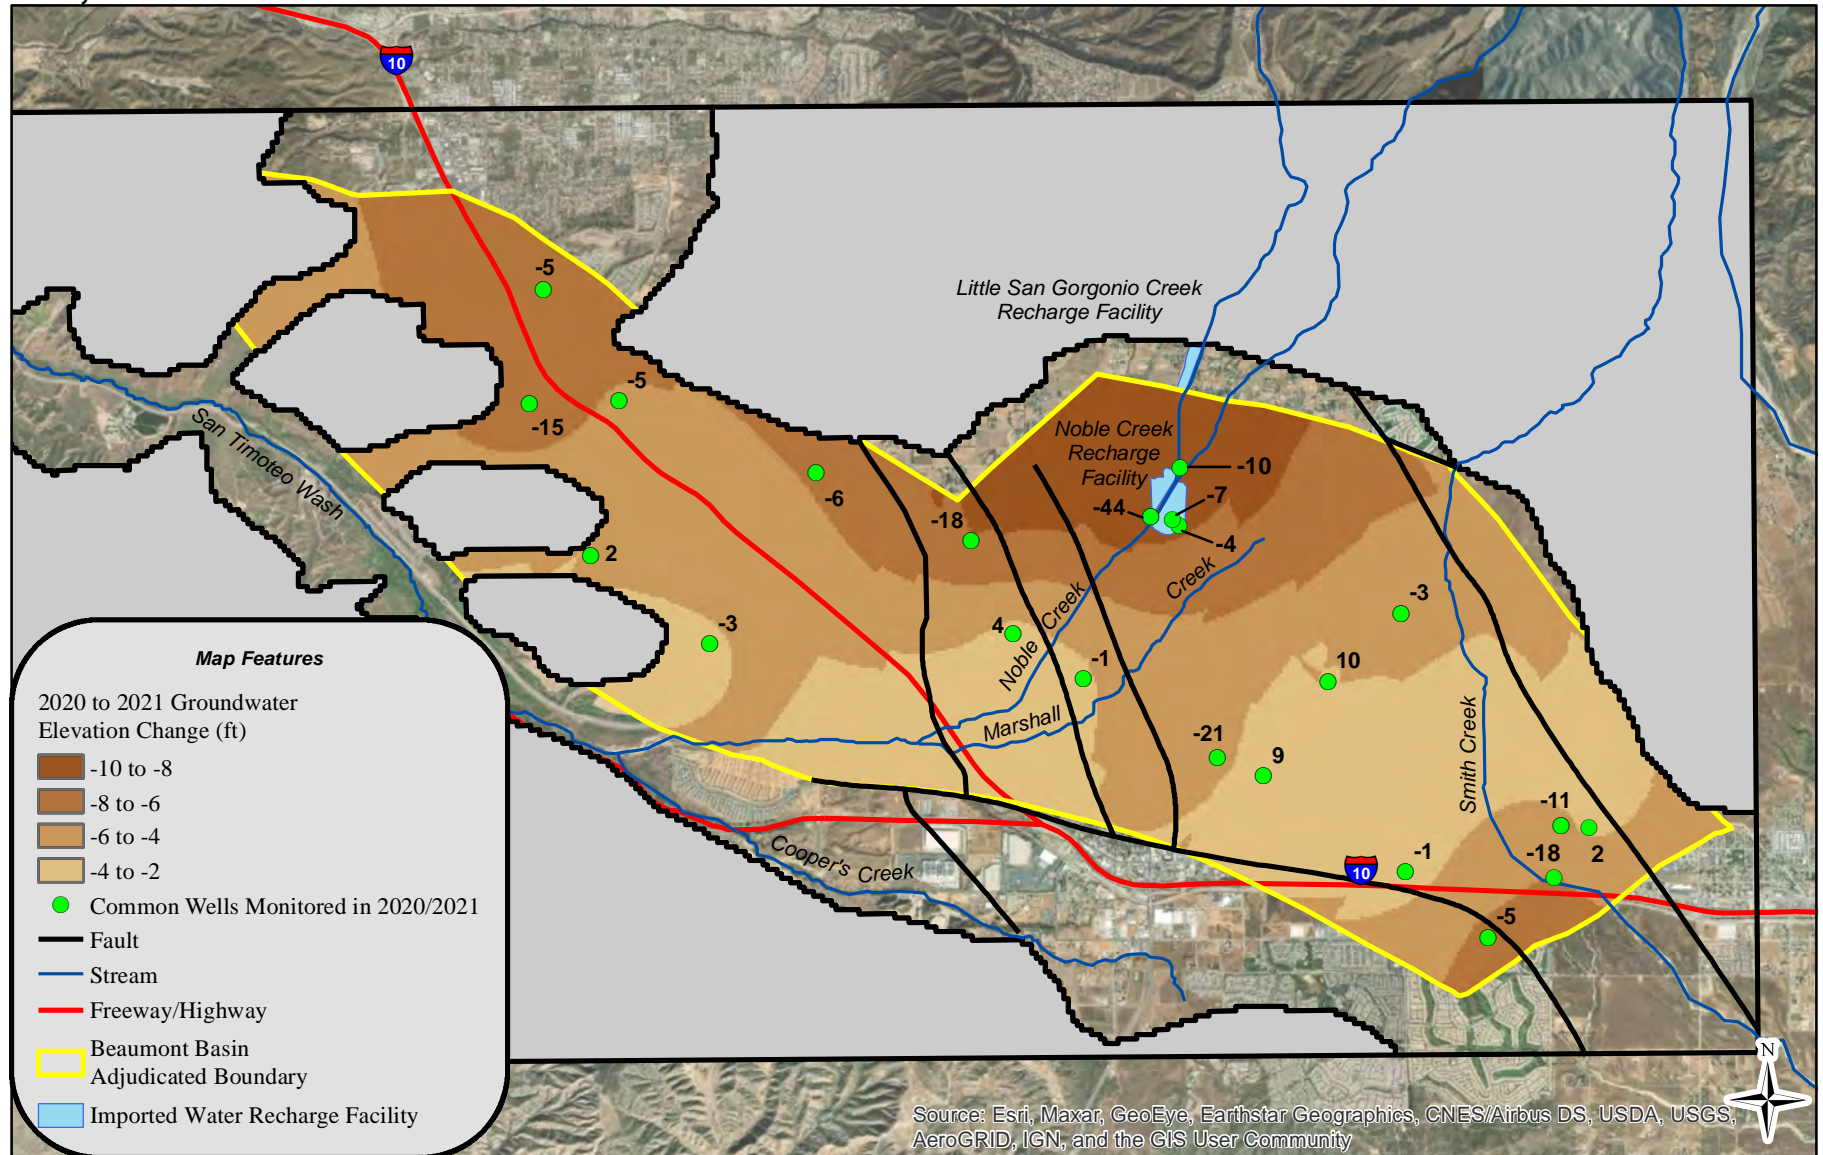 10
-5
Little San Gorgonio Creek
Recharge Facility
-5
-15
San Timoteo Wash
Noble Creek
Recharge
Facility
-10
-6
-7
-44
-18
-4
2
Creek
Noble Creek
-3
-3
4
-1
10
Marshall
-21
9
Smith Creek
-11
Cooper's Creek
-1
-18
2
10
-5
Map Features
2020 to 2021 Groundwater
Elevation Change (ft)
-10 to -8
-8 to -6
-6 to -4
-4 to -2
Common Wells Monitored in 2020/2021
Fault
Stream
Freeway/Highway
Beaumont Basin
Adjudicated Boundary
Imported Water Recharge Facility
N
Source: Esri, Maxar, GeoEye, Earthstar Geographics, CNES/Airbus DS, USDA, USGS,
AeroGRID, IGN, and the GIS User Community